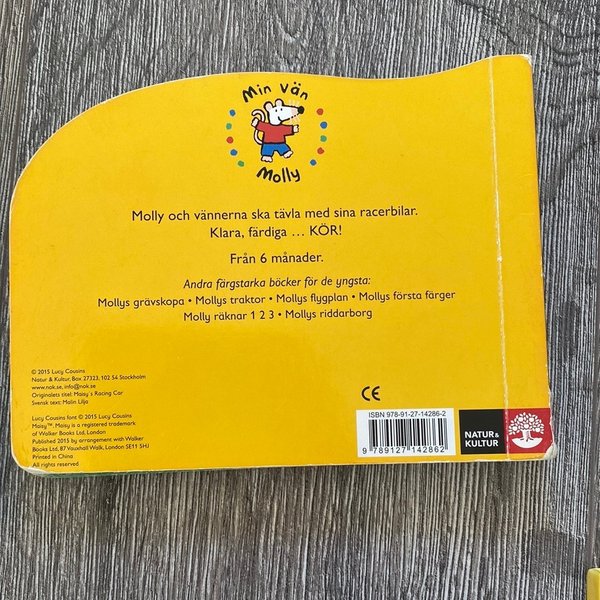 Min vän
Molly
Molly och vännerna ska tävla med sina racerbilar.
Klara, färdiga ... KÖR!
Från 6 månader.
Andra färgstarka böcker för de yngsta:
Mollys grävskopa • Mollys traktor • Mollys flygplan • Mollys första färger
Molly räknar 1 2 3 • Mollys riddarborg
© 2015 Lucy Cousins
Natur & Kultur, Box 27323, 102 54 Stockholm
www.nok.se, info@nok.se
Originalets titel: Maisy's Racing Car
Svensk text: Malin Lilja
Lucy Cousins font © 2015 Lucy Cousins
Maisy™. Maisy is a registered trademark
of Walker Books Ltd, London
Published 2015 by arrangement with Walker
Books Ltd, 87 Vauxhall Walk, London SE11 5HJ
Printed in China
All rights reserved
CE
ISBN 978-91-27-14286-2
9 789127 142862
NATUR &
KULTUR